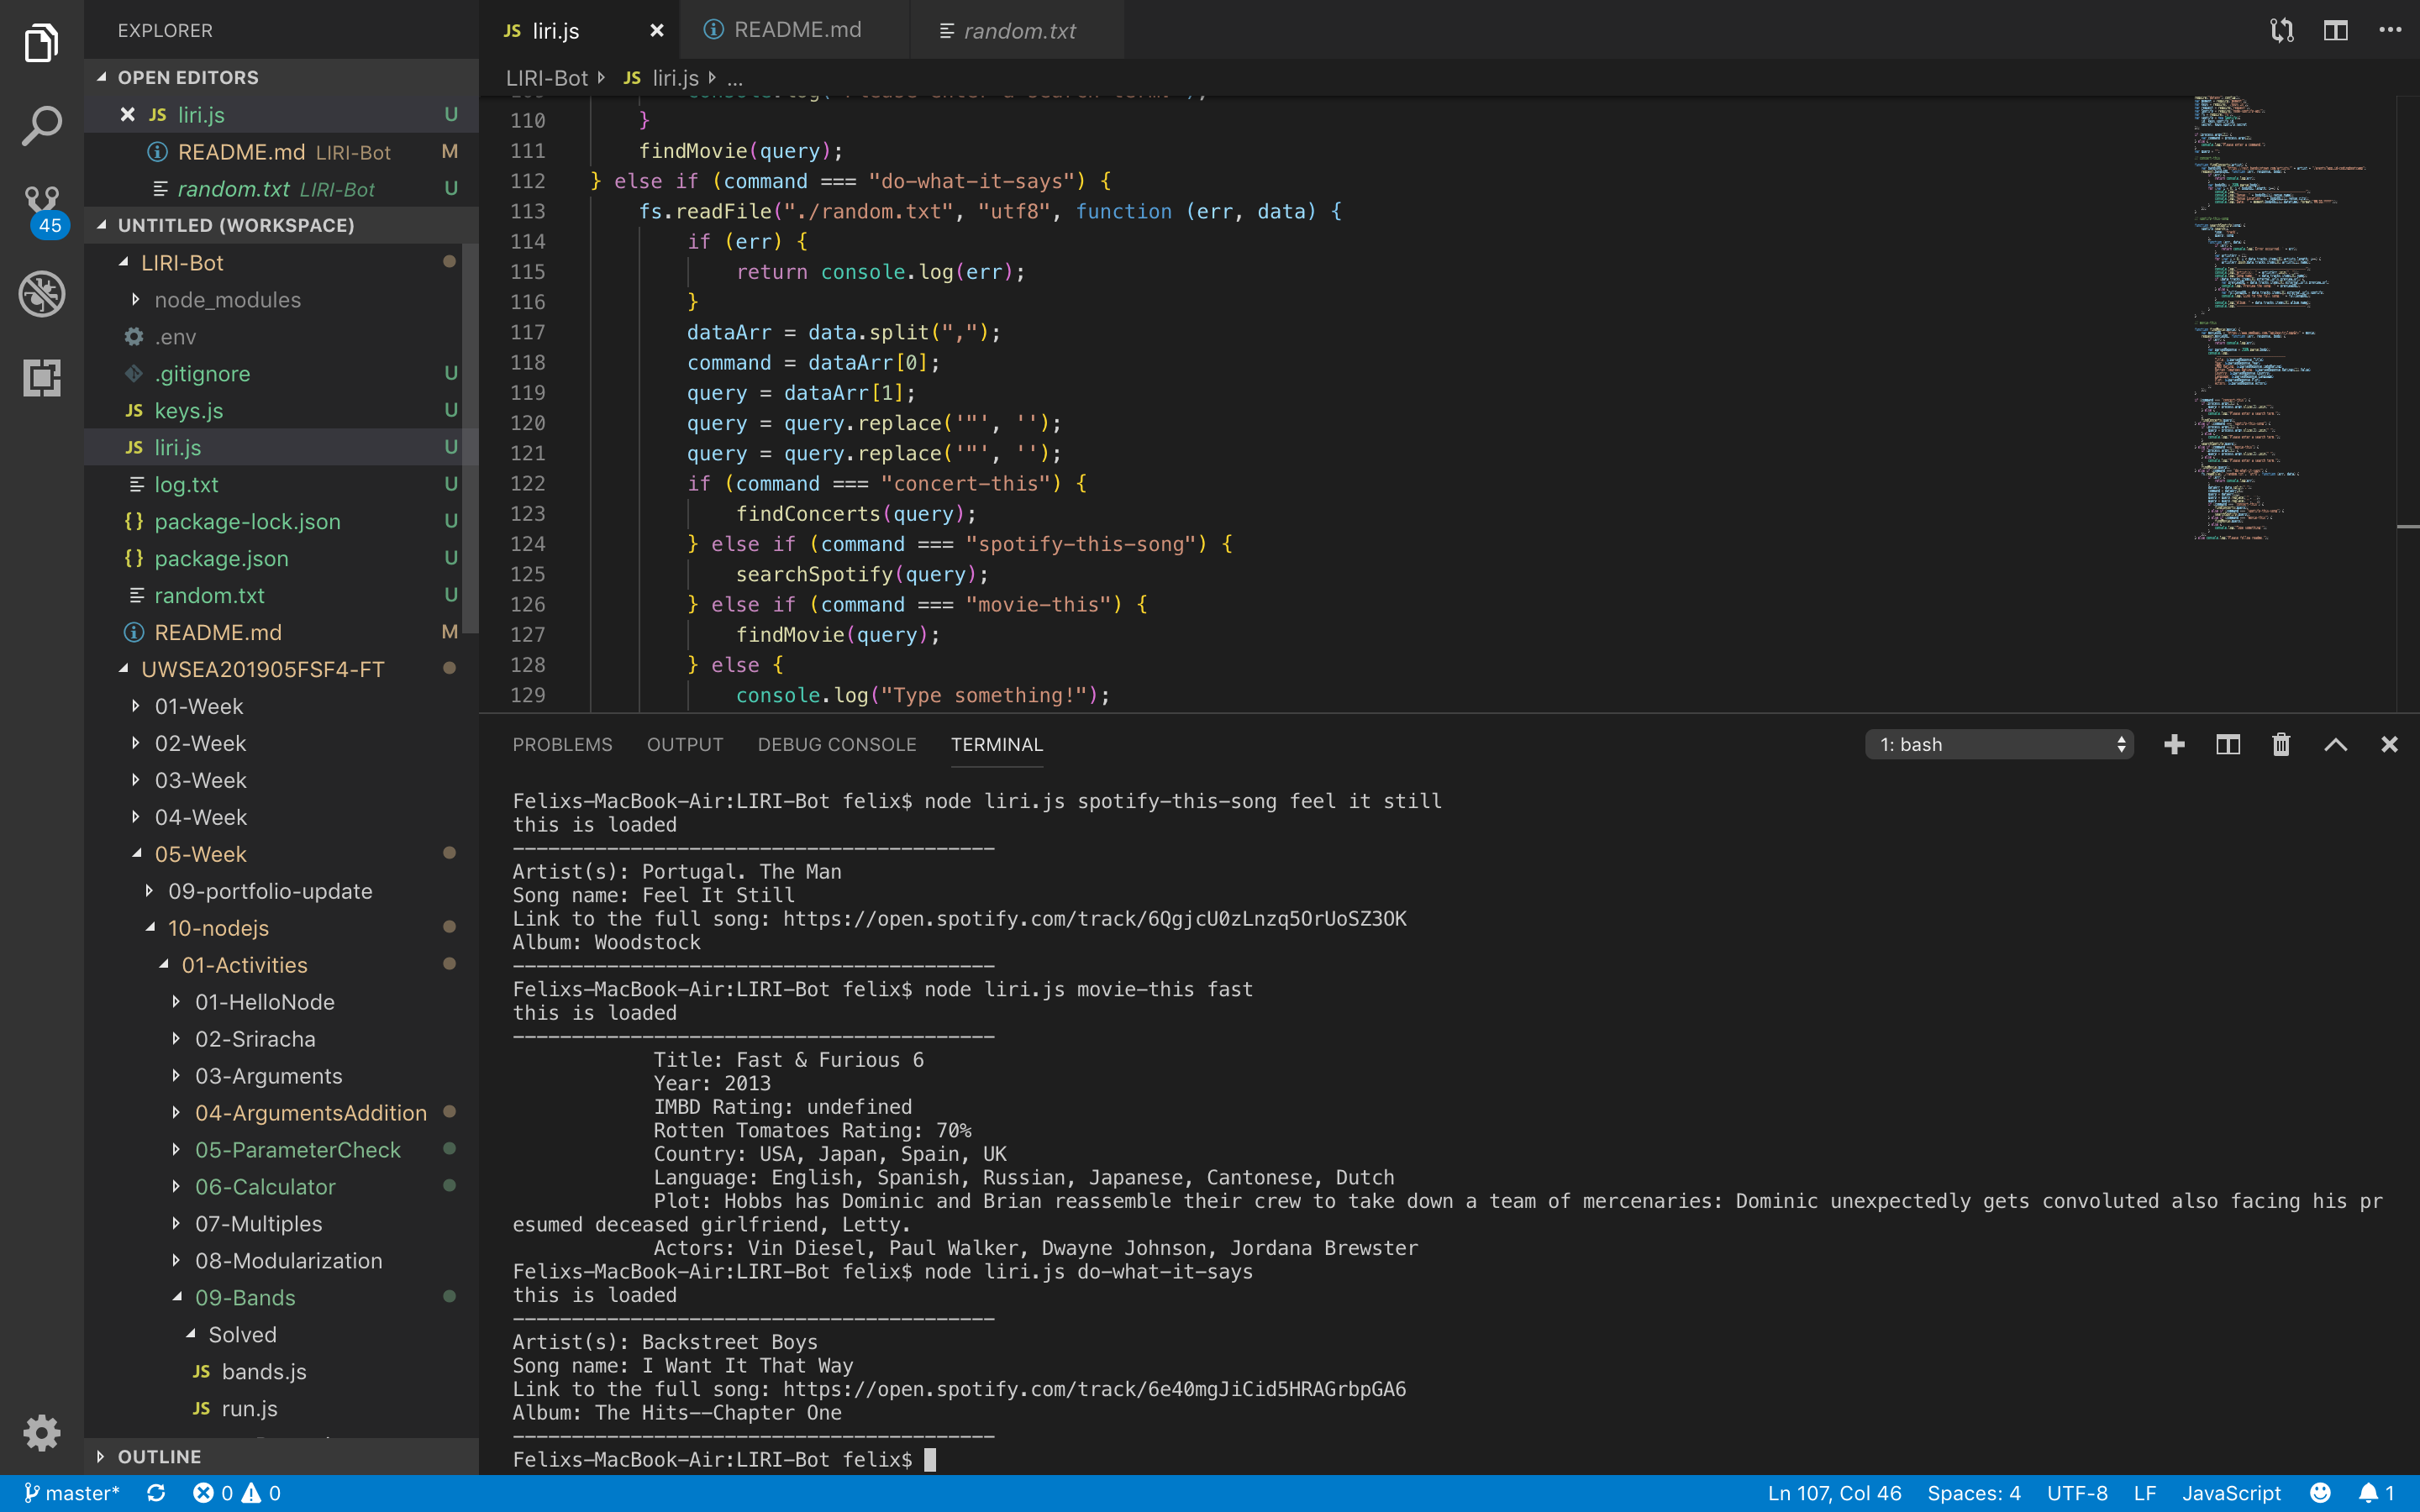 EXPLORER
OPEN EDITORS
JS liri.js U
README.md LIRI-Bot M
random.txt LIRI-Bot U
45
UNTITLED (WORKSPACE)
LIRI-Bot
node_modules
.env
.gitignore U
JS keys.js U
JS liri.js U
log.txt U
{} package-lock.json U
{} package.json U
random.txt U
README.md M
UWSEA201905FSF4-FT
01-Week
02-Week
03-Week
04-Week
05-Week
09-portfolio-update
10-nodejs
01-Activities
01-HelloNode
02-Sriracha
03-Arguments
04-ArgumentsAddition
05-ParameterCheck
06-Calculator
07-Multiples
08-Modularization
09-Bands
Solved
JS bands.js
JS run.js
OUTLINE
JS liri.js
README.md
random.txt
LIRI-Bot JS liri.js ...
110 }
111 findMovie(query);
112 } else if (command === "do-what-it-says") {
113 fs.readFile("./random.txt", "utf8", function (err, data) {
114 if (err) {
115 return console.log(err);
116 }
117 dataArr = data.split(",");
118 command = dataArr[0];
119 query = dataArr[1];
120 query = query.replace('"', '');
121 query = query.replace('"', '');
122 if (command === "concert-this") {
123 findConcerts(query);
124 } else if (command === "spotify-this-song") {
125 searchSpotify(query);
126 } else if (command === "movie-this") {
127 findMovie(query);
128 } else {
129 console.log("Type something!");
PROBLEMS OUTPUT DEBUG CONSOLE TERMINAL 1: bash
Felixs-MacBook-Air:LIRI-Bot felix$ node liri.js spotify-this-song feel it still
this is loaded
-----------------------------------------
Artist(s): Portugal. The Man
Song name: Feel It Still
Link to the full song: https://open.spotify.com/track/6QgjcU0zLnzq5OrUoSZ3OK
Album: Woodstock
-----------------------------------------
Felixs-MacBook-Air:LIRI-Bot felix$ node liri.js movie-this fast
this is loaded
-----------------------------------------
Title: Fast & Furious 6
Year: 2013
IMBD Rating: undefined
Rotten Tomatoes Rating: 70%
Country: USA, Japan, Spain, UK
Language: English, Spanish, Russian, Japanese, Cantonese, Dutch
Plot: Hobbs has Dominic and Brian reassemble their crew to take down a team of mercenaries: Dominic unexpectedly gets convoluted also facing his pr
esumed deceased girlfriend, Letty.
Actors: Vin Diesel, Paul Walker, Dwayne Johnson, Jordana Brewster
Felixs-MacBook-Air:LIRI-Bot felix$ node liri.js do-what-it-says
this is loaded
-----------------------------------------
Artist(s): Backstreet Boys
Song name: I Want It That Way
Link to the full song: https://open.spotify.com/track/6e40mgJiCid5HRAGrbpGA6
Album: The Hits--Chapter One
-----------------------------------------
Felixs-MacBook-Air:LIRI-Bot felix$
master* 0 0 Ln 107, Col 46 Spaces: 4 UTF-8 LF JavaScript 1